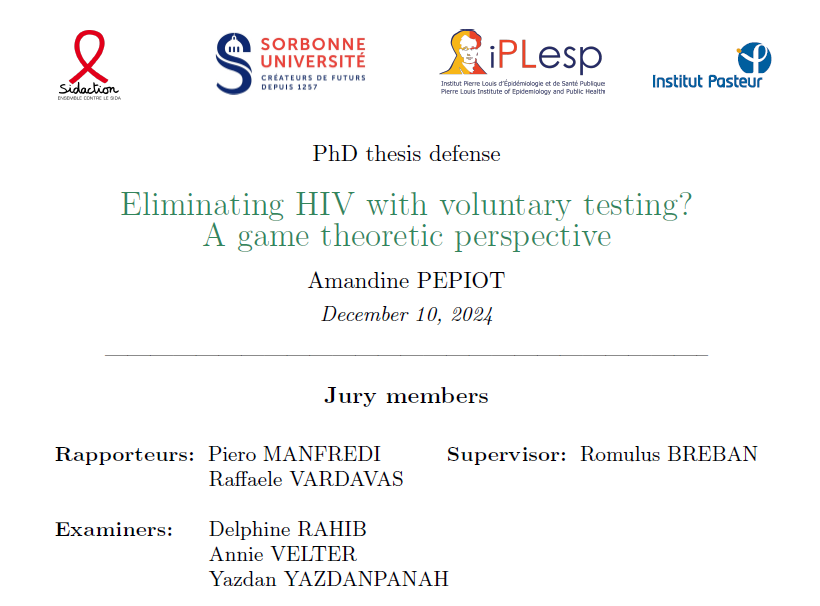 Sidaction
ENSEMBLE CONTRE LE SIDA
SORBONNE
UNIVERSITÉ
CRÉATEURS DE FUTURS
DEPUIS 1257
iPLesp
Institut Pierre Louis d'Épidémiologie et de Santé Publique
Pierre Louis Institute of Epidemiology and Public Health
Institut Pasteur
PhD thesis defense
Eliminating HIV with voluntary testing?
A game theoretic perspective
Amandine PEPIOT
December 10, 2024
Jury members
Rapporteurs: Piero MANFREDI Supervisor: Romulus BREBAN
Raffaele VARDAVAS
Examiners: Delphine RAHIB
Annie VELTER
Yazdan YAZDANPANAH